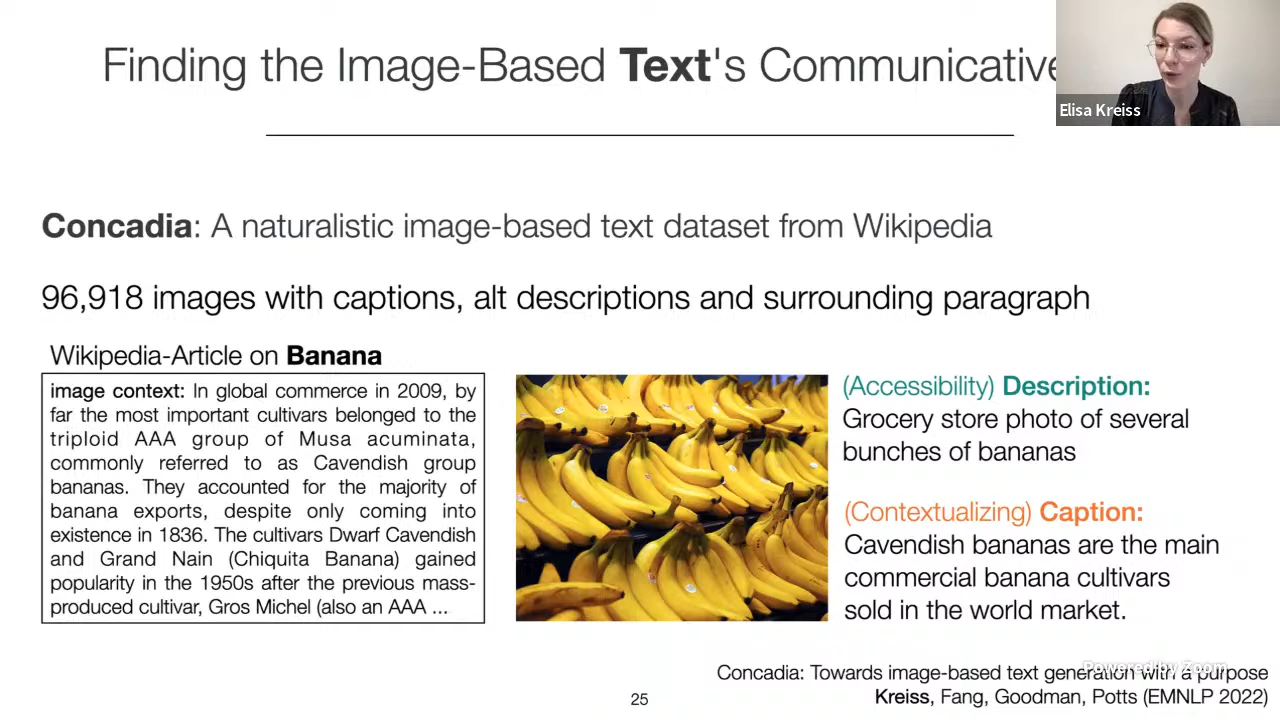 Finding the Image-Based Text's Communicative
Elisa Kreiss
Concadia: A naturalistic image-based text dataset from Wikipedia
96,918 images with captions, alt descriptions and surrounding paragraph
Wikipedia-Article on Banana
image context: In global commerce in 2009, by
far the most important cultivars belonged to the
triploid AAA group of Musa acuminata,
commonly referred to as Cavendish group
bananas. They accounted for the majority of
banana exports, despite only coming into
existence in 1836. The cultivars Dwarf Cavendish
and Grand Nain (Chiquita Banana) gained
popularity in the 1950s after the previous mass-
produced cultivar, Gros Michel (also an AAA ...
(Accessibility) Description:
Grocery store photo of several
bunches of bananas
(Contextualizing) Caption:
Cavendish bananas are the main
commercial banana cultivars
sold in the world market.
Powered by Zoom
Concadia: Towards image-based text generation with a purpose
Kreiss, Fang, Goodman, Potts (EMNLP 2022)
25